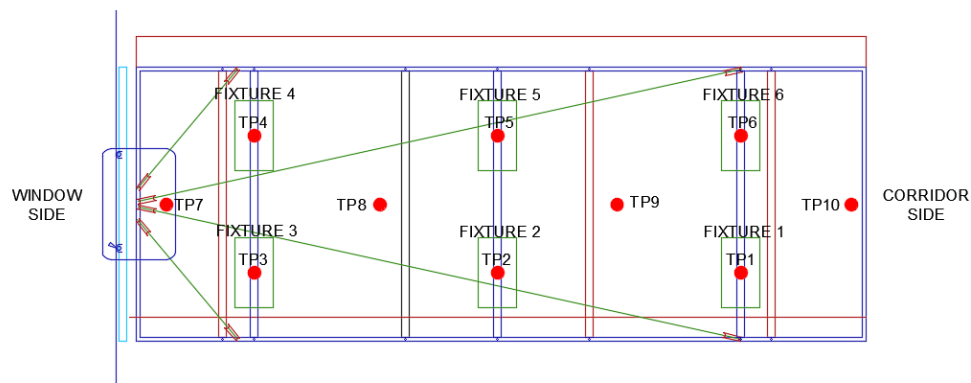 FIXTURE 4
FIXTURE 5
FIXTURE 6
TP4
TP5
TP6
WINDOW
SIDE
TP7
TP8
TP9
TP10
CORRIDOR
SIDE
FIXTURE 3
FIXTURE 2
FIXTURE 1
TP3
TP2
TP1